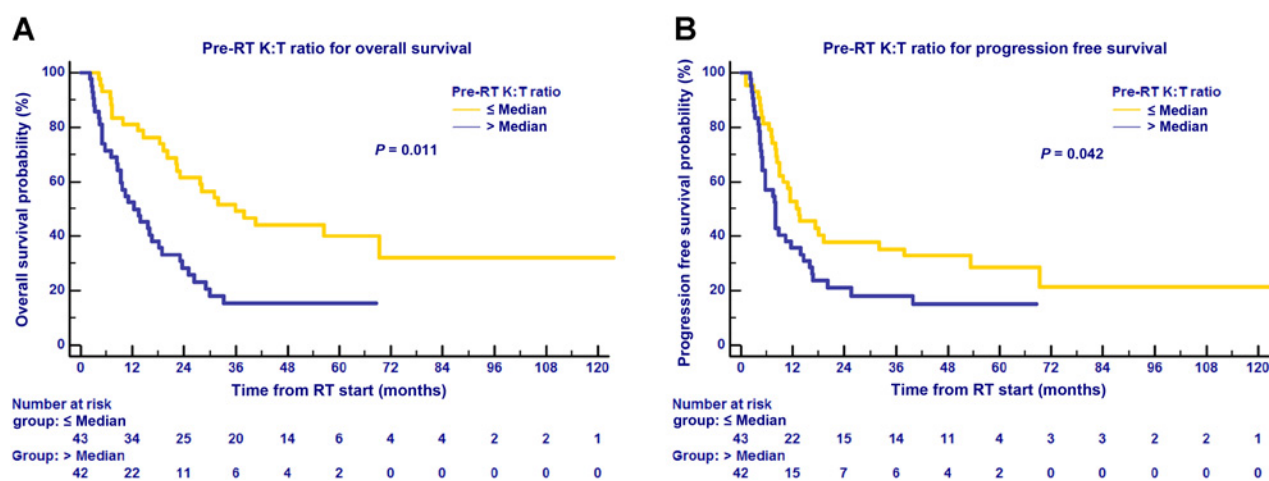 A
Pre-RT K:T ratio for overall survival
Overall survival probability (%)
100
80
60
40
20
0
Pre-RT K:T ratio
≤ Median
> Median
P = 0.011
0 12 24 36 48 60 72 84 96 108 120
Time from RT start (months)
Number at risk
group: ≤ Median
43 34 25 20 14 6 4 4 2 2 1
Group: > Median
42 22 11 6 4 2 0 0 0 0 0
B
Pre-RT K:T ratio for progression free survival
Progression free survival probability (%)
100
80
60
40
20
0
Pre-RT K:T ratio
≤ Median
> Median
P = 0.042
0 12 24 36 48 60 72 84 96 108 120
Time from RT start (months)
Number at risk
group: ≤ Median
43 22 15 14 11 4 3 3 2 2 1
Group: > Median
42 15 7 6 4 2 0 0 0 0 0